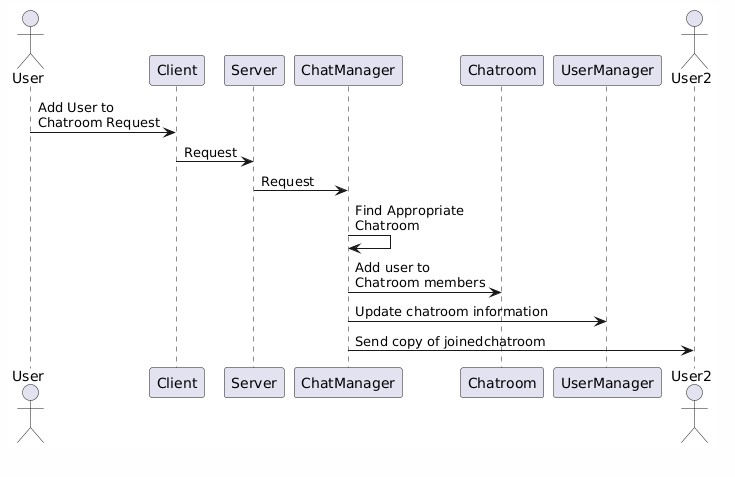 User
Client
Server
ChatManager
Chatroom
UserManager
User2
Add User to
Chatroom Request
Request
Request
Find Appropriate
Chatroom
Add user to
Chatroom members
Update chatroom information
Send copy of joinedchatroom
User
Client
Server
ChatManager
Chatroom
UserManager
User2